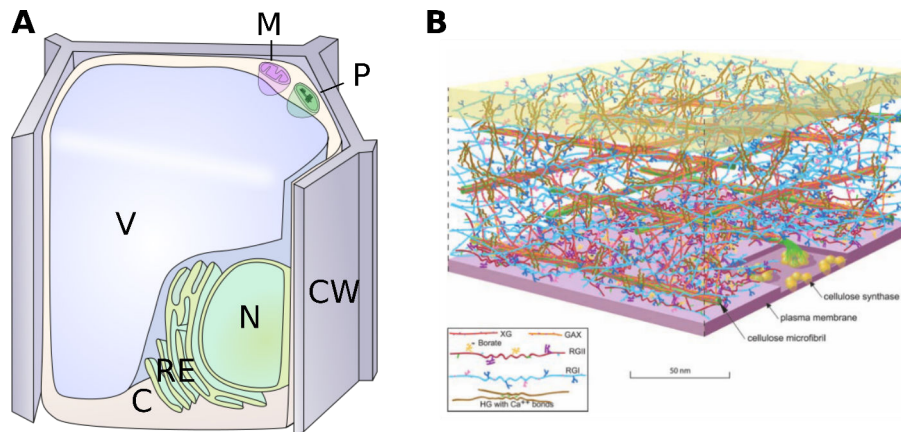 A
M
P
V
CW
N
RE
C
B
cellulose synthase
plasma membrane
cellulose microfibril
XG
GAX
Borate
RGII
RGI
HG with Ca++ bonds
50 nm